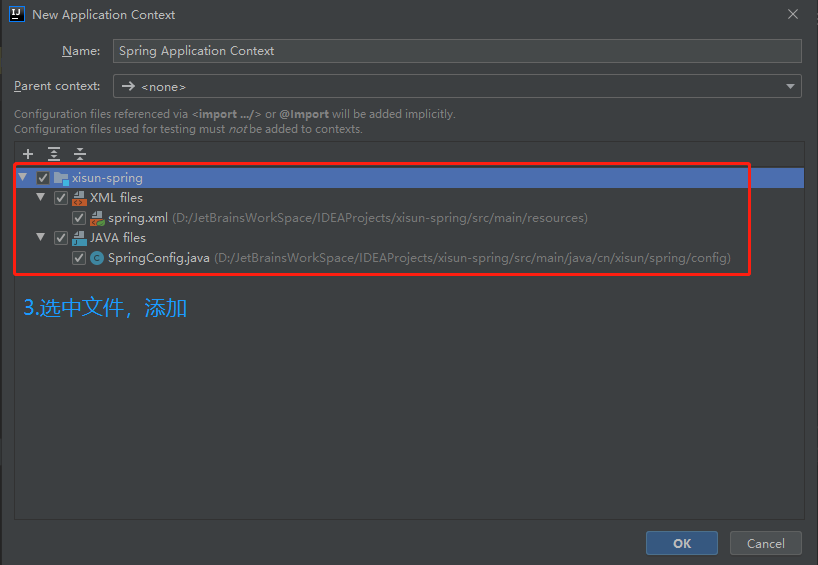 New Application Context
Name: Spring Application Context
Parent context: <none>
Configuration files referenced via <import .../> or @Import will be added implicitly.
Configuration files used for testing must not be added to contexts.
xisun-spring
XML files
spring.xml (D:/JetBrainsWorkSpace/IDEAProjects/xisun-spring/src/main/resources)
JAVA files
SpringConfig.java (D:/JetBrainsWorkSpace/IDEAProjects/xisun-spring/src/main/java/cn/xisun/spring/config)
3.选中文件，添加
OK Cancel